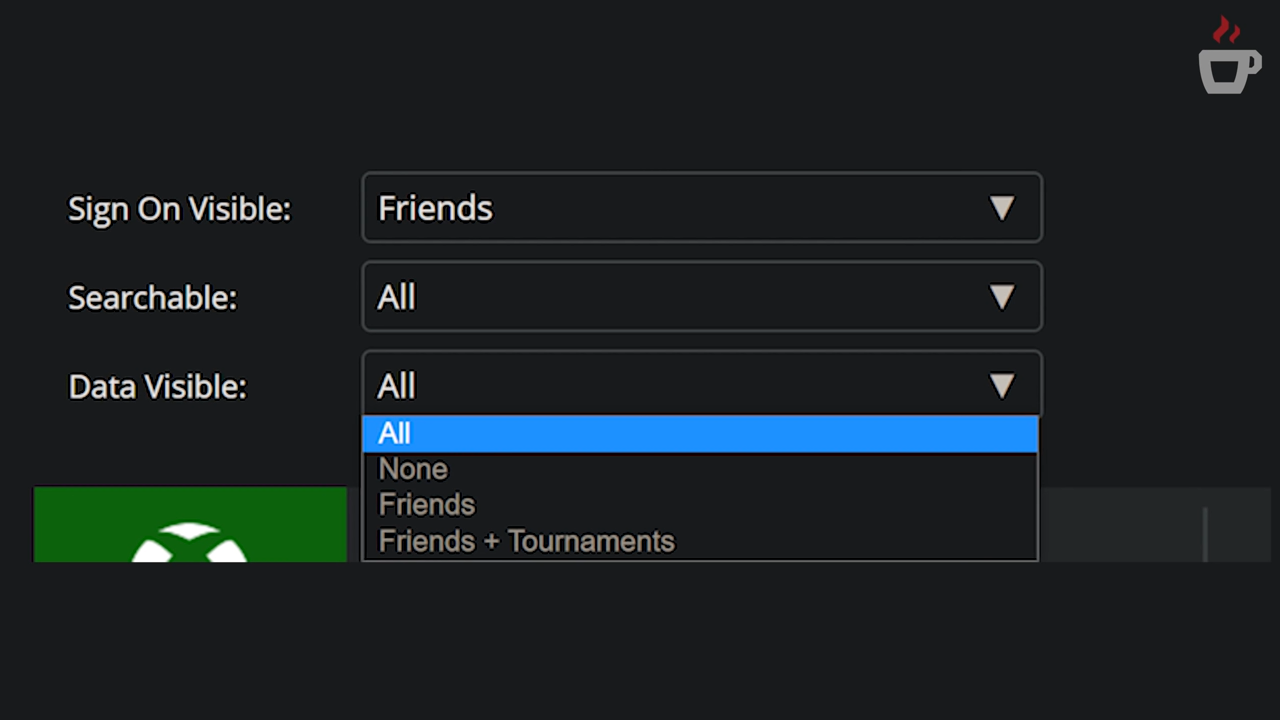 Sign On Visible: Friends ▼
Searchable: All ▼
Data Visible: All ▼
All
None
Friends
Friends + Tournaments